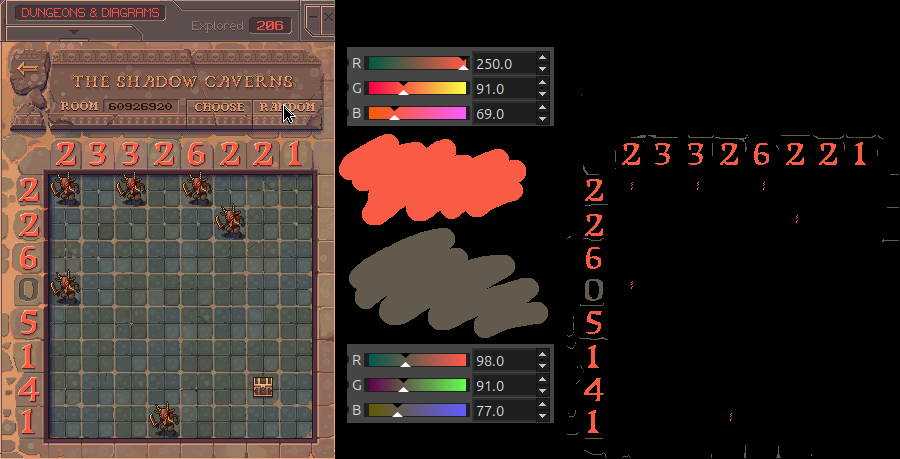 DUNGEONS & DIAGRAMS
Explored 206
THE SHADOW CAVERNS
ROOM 60926920 CHOOSE RANDOM
2 3 3 2 6 2 2 1
2
2
6
0
5
1
4
1
R 250.0
G 91.0
B 69.0
R 98.0
G 91.0
B 77.0
2 3 3 2 6 2 2 1
2
2
6
0
5
1
4
1